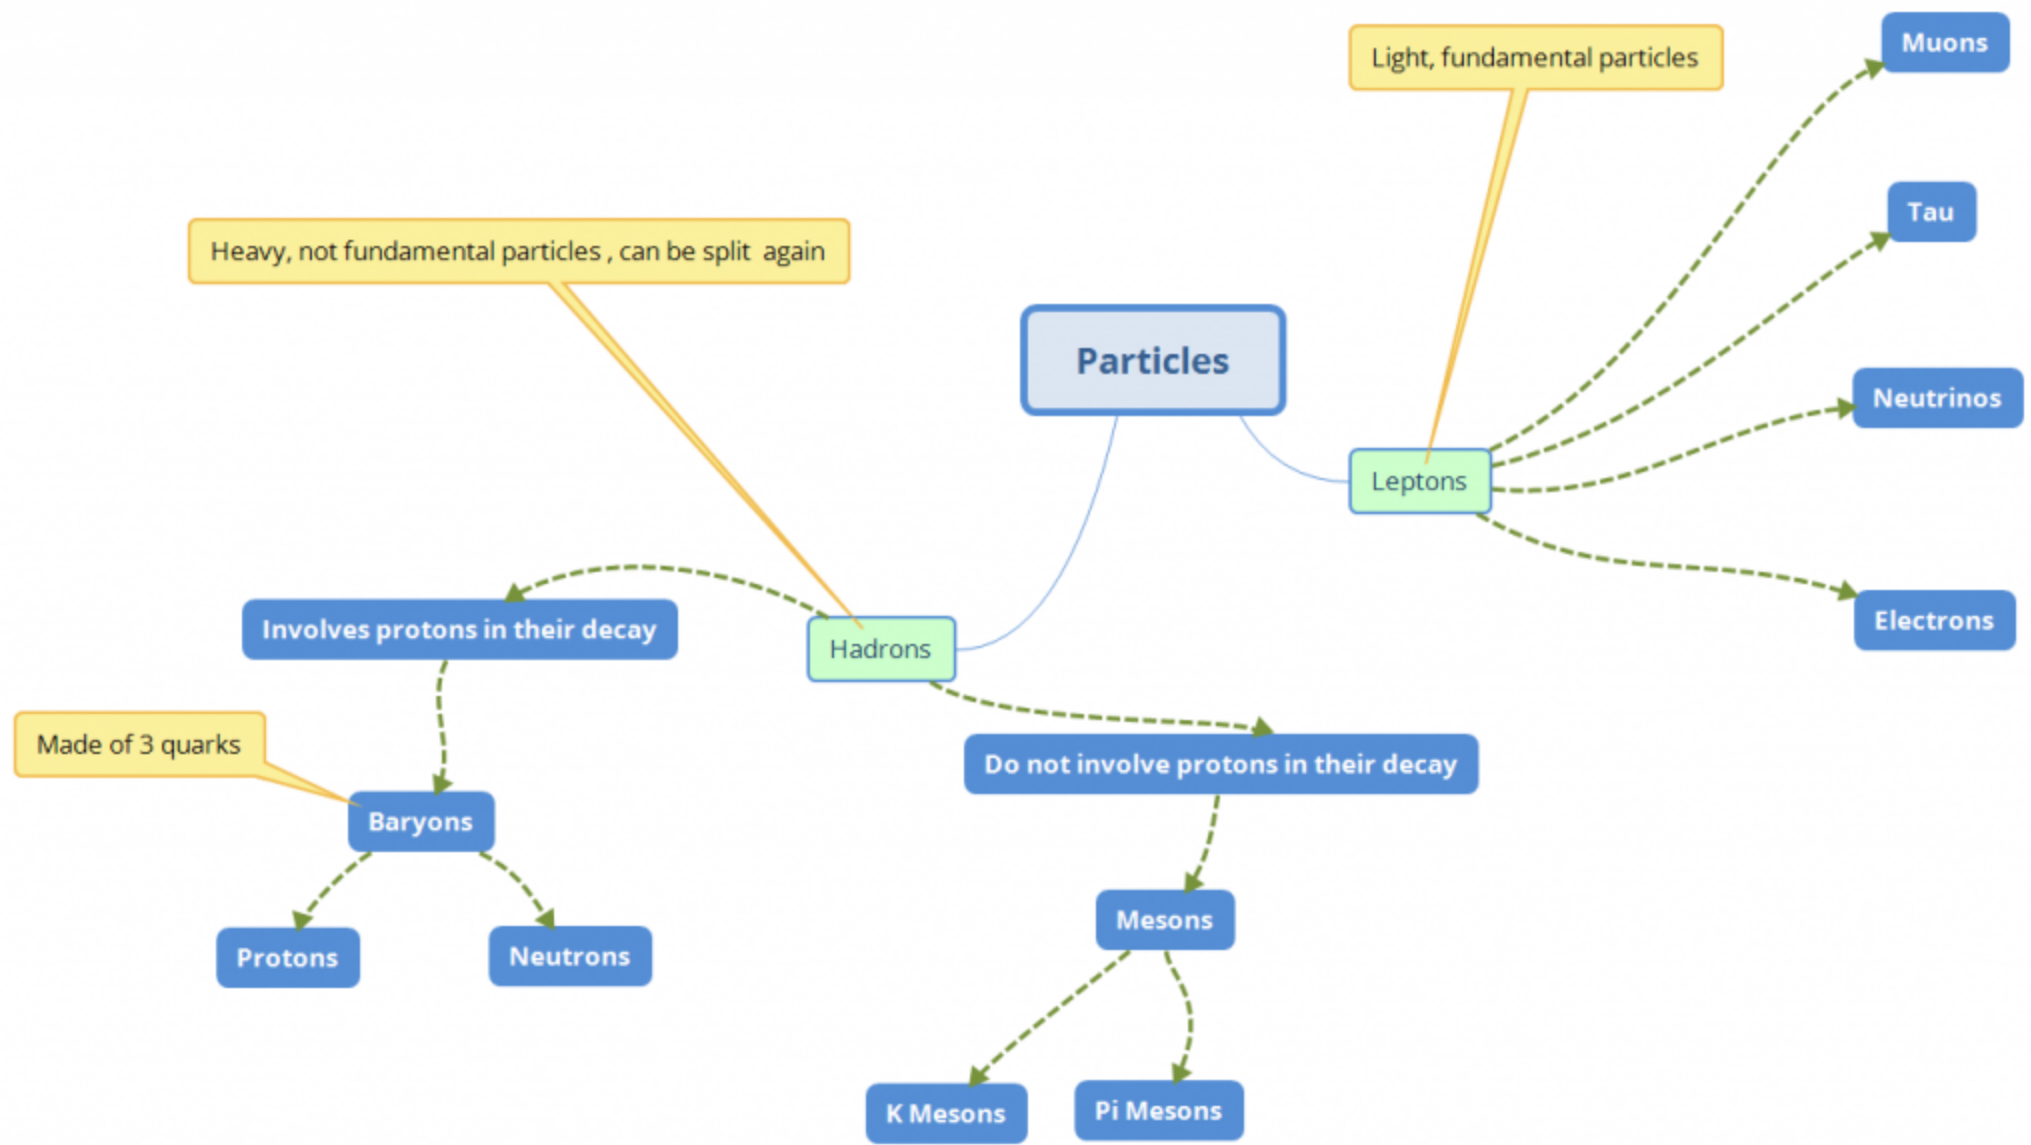 Muons
Light, fundamental particles
Tau
Heavy, not fundamental particles , can be split  again
Particles
Neutrinos
Leptons
Electrons
Involves protons in their decay
Hadrons
Made of 3 quarks
Do not involve protons in their decay
Baryons
Mesons
Protons
Neutrons
K Mesons
Pi Mesons